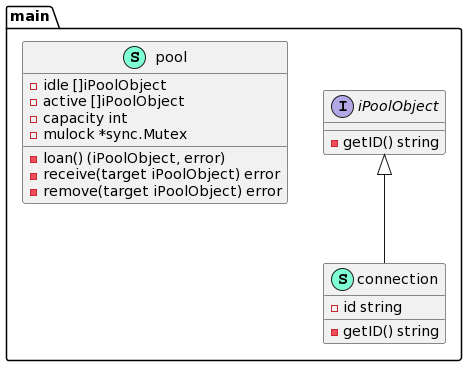 main
S pool
idle []iPoolObject
active []iPoolObject
capacity int
mulock *sync.Mutex
loan() (iPoolObject, error)
receive(target iPoolObject) error
remove(target iPoolObject) error
I iPoolObject
getID() string
S connection
id string
getID() string